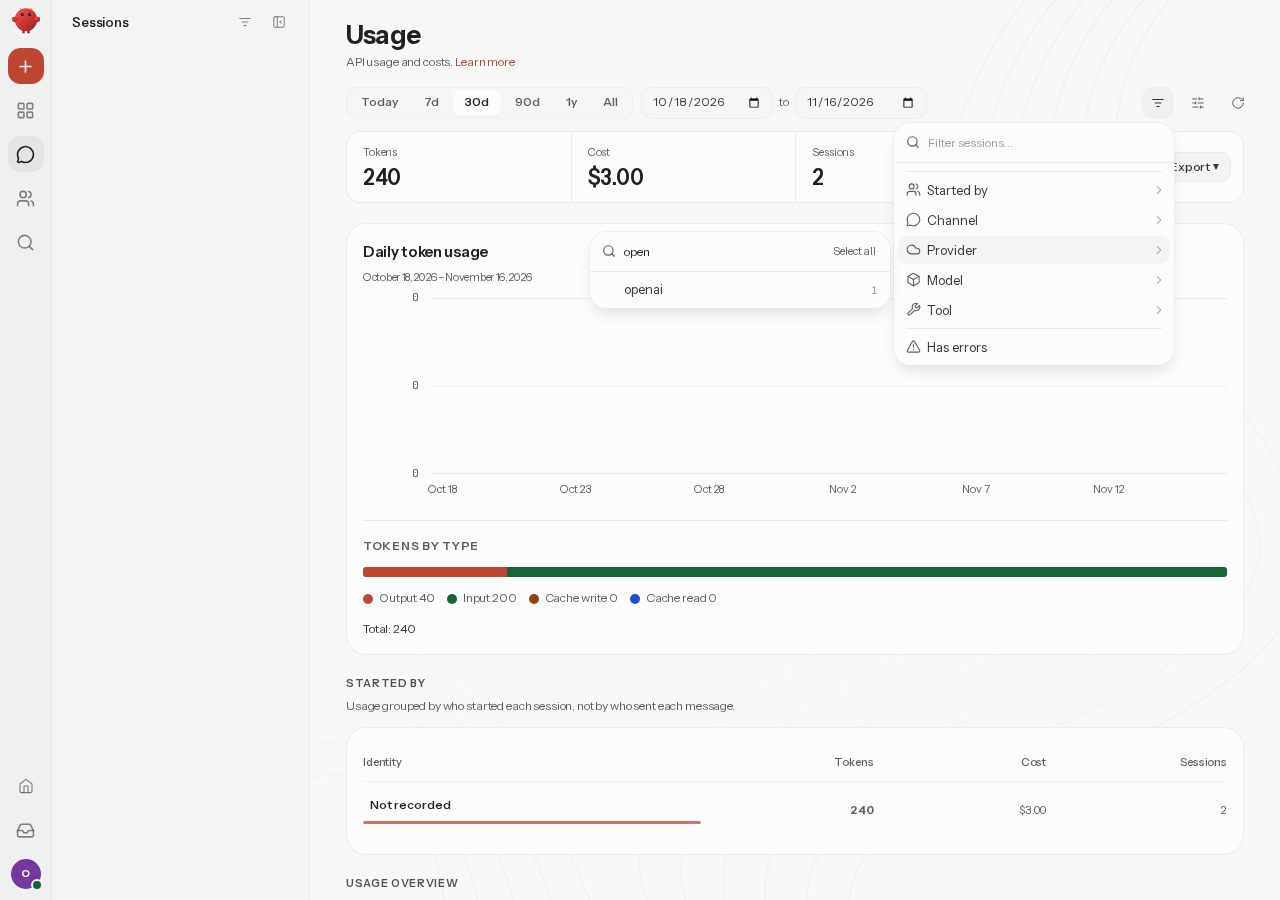 Sessions
Usage
API usage and costs. Learn more
Today 7d 30d 90d 1y All 10/18/2026 to 11/16/2026
Filter sessions...
Tokens
240
Cost
$3.00
Sessions
2
Export ▾
Started by
Channel
Provider
Model
Tool
Has errors
Daily token usage
October 18, 2026 – November 16, 2026
open Select all
openai 1
0
0
0
Oct 18 Oct 23 Oct 28 Nov 2 Nov 7 Nov 12
TOKENS BY TYPE
Output 40 Input 200 Cache write 0 Cache read 0
Total: 240
STARTED BY
Usage grouped by who started each session, not by who sent each message.
Identity Tokens Cost Sessions
Not recorded 240 $3.00 2
USAGE OVERVIEW
O